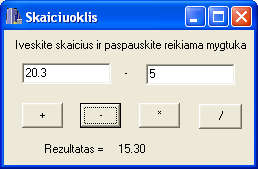 Skaiciuoklis
Iveskite skaicius ir paspauskite reikiama mygtuka
20.3 - 5
+ - * /
Rezultatas = 15.30